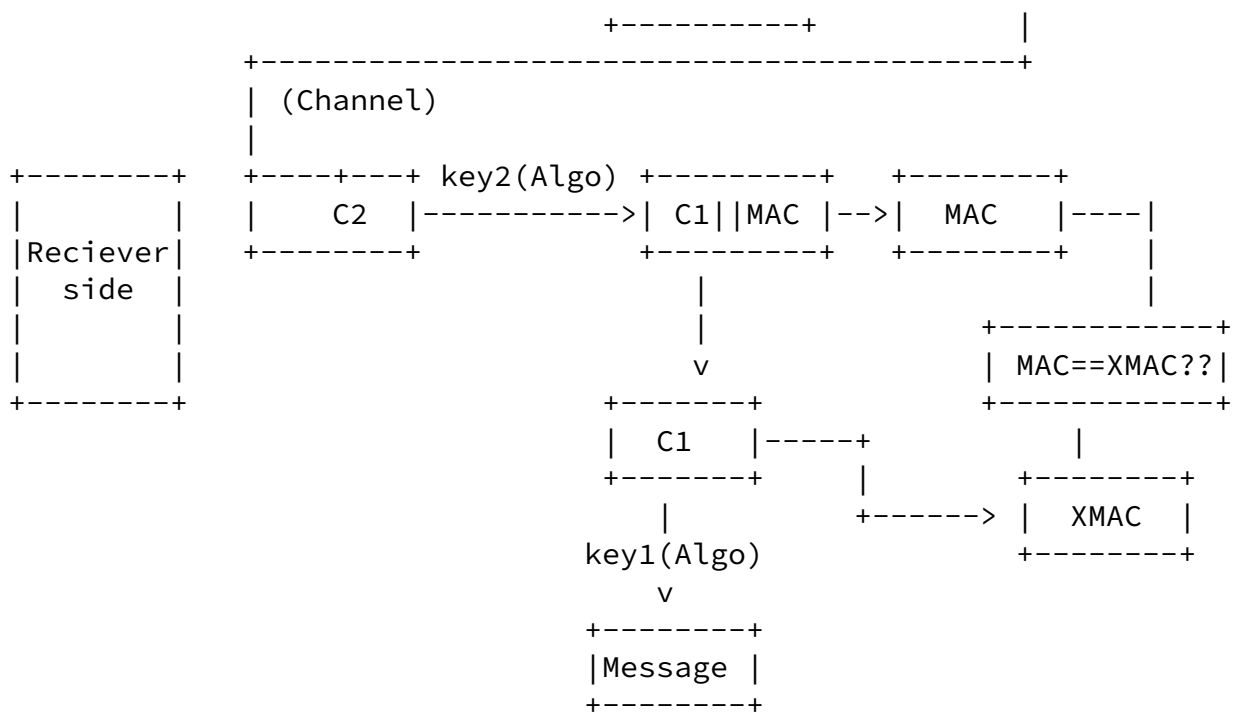 (Channel)
key2(Algo)
C2
C1||MAC
MAC
Reciever
side
MAC==XMAC??
C1
XMAC
key1(Algo)
Message